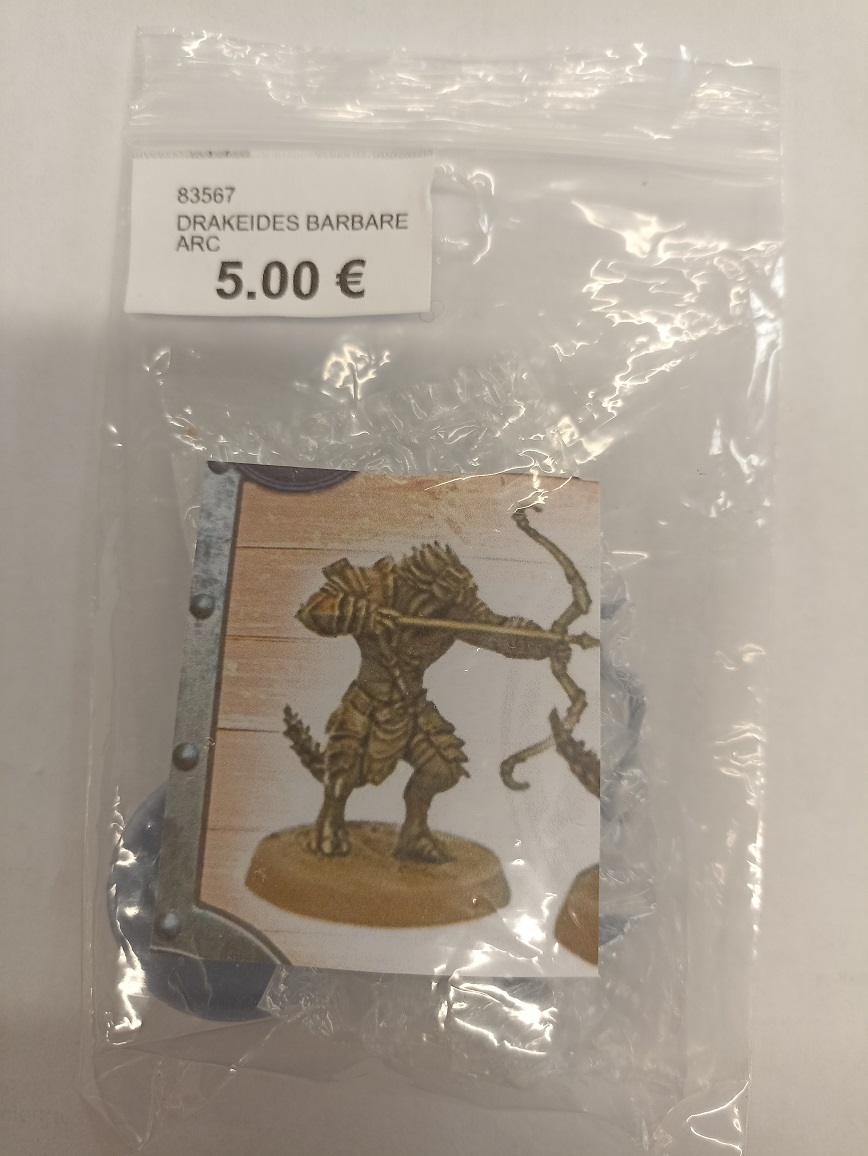 83567
DRAKEIDES BARBARE
ARC
5.00 €